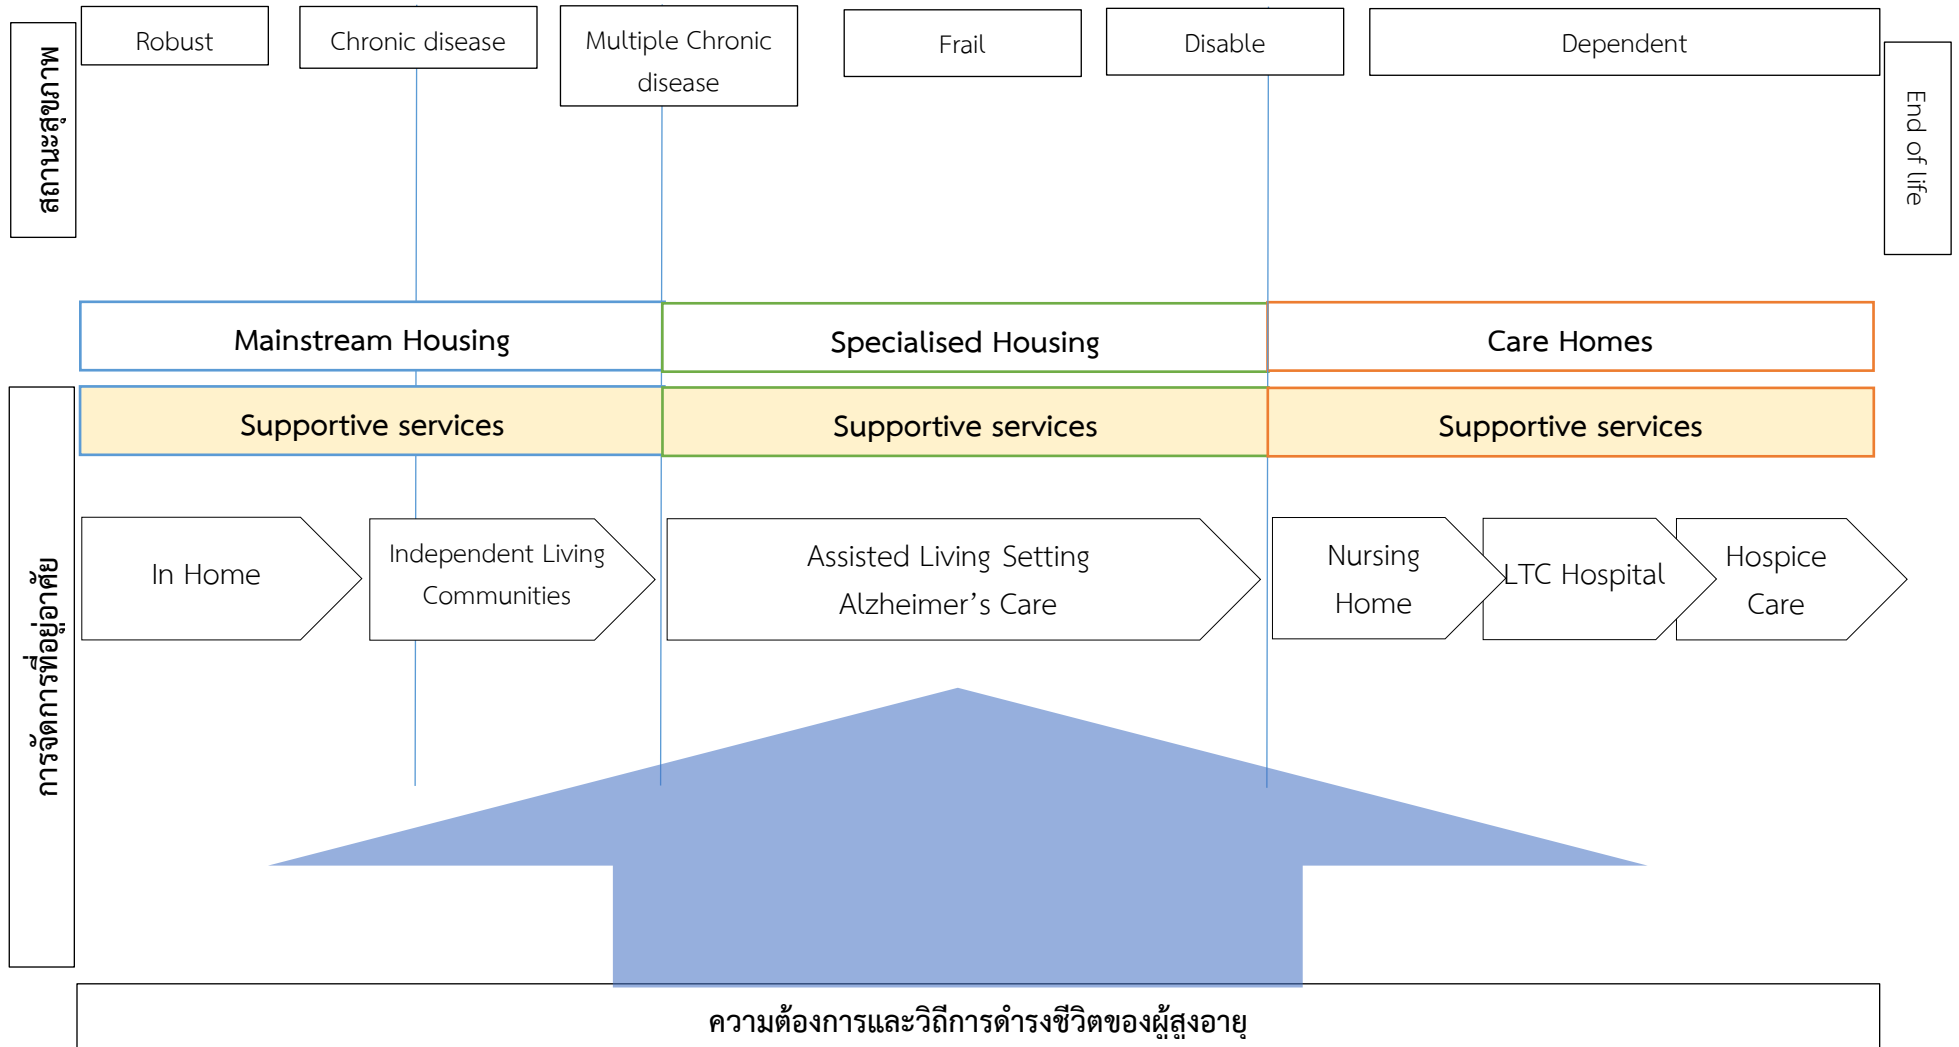 สถานะสุขภาพ
Robust
Chronic disease
Multiple Chronic
disease
Frail
Disable
Dependent
End of life
Mainstream Housing
Specialised Housing
Care Homes
การจัดการที่อยู่อาศัย
Supportive services
Supportive services
Supportive services
In Home
Independent Living
Communities
Assisted Living Setting
Alzheimer’s Care
Nursing
Home
LTC Hospital
Hospice
Care
ความต้องการและวิถีการดำรงชีวิตของผู้สูงอายุ